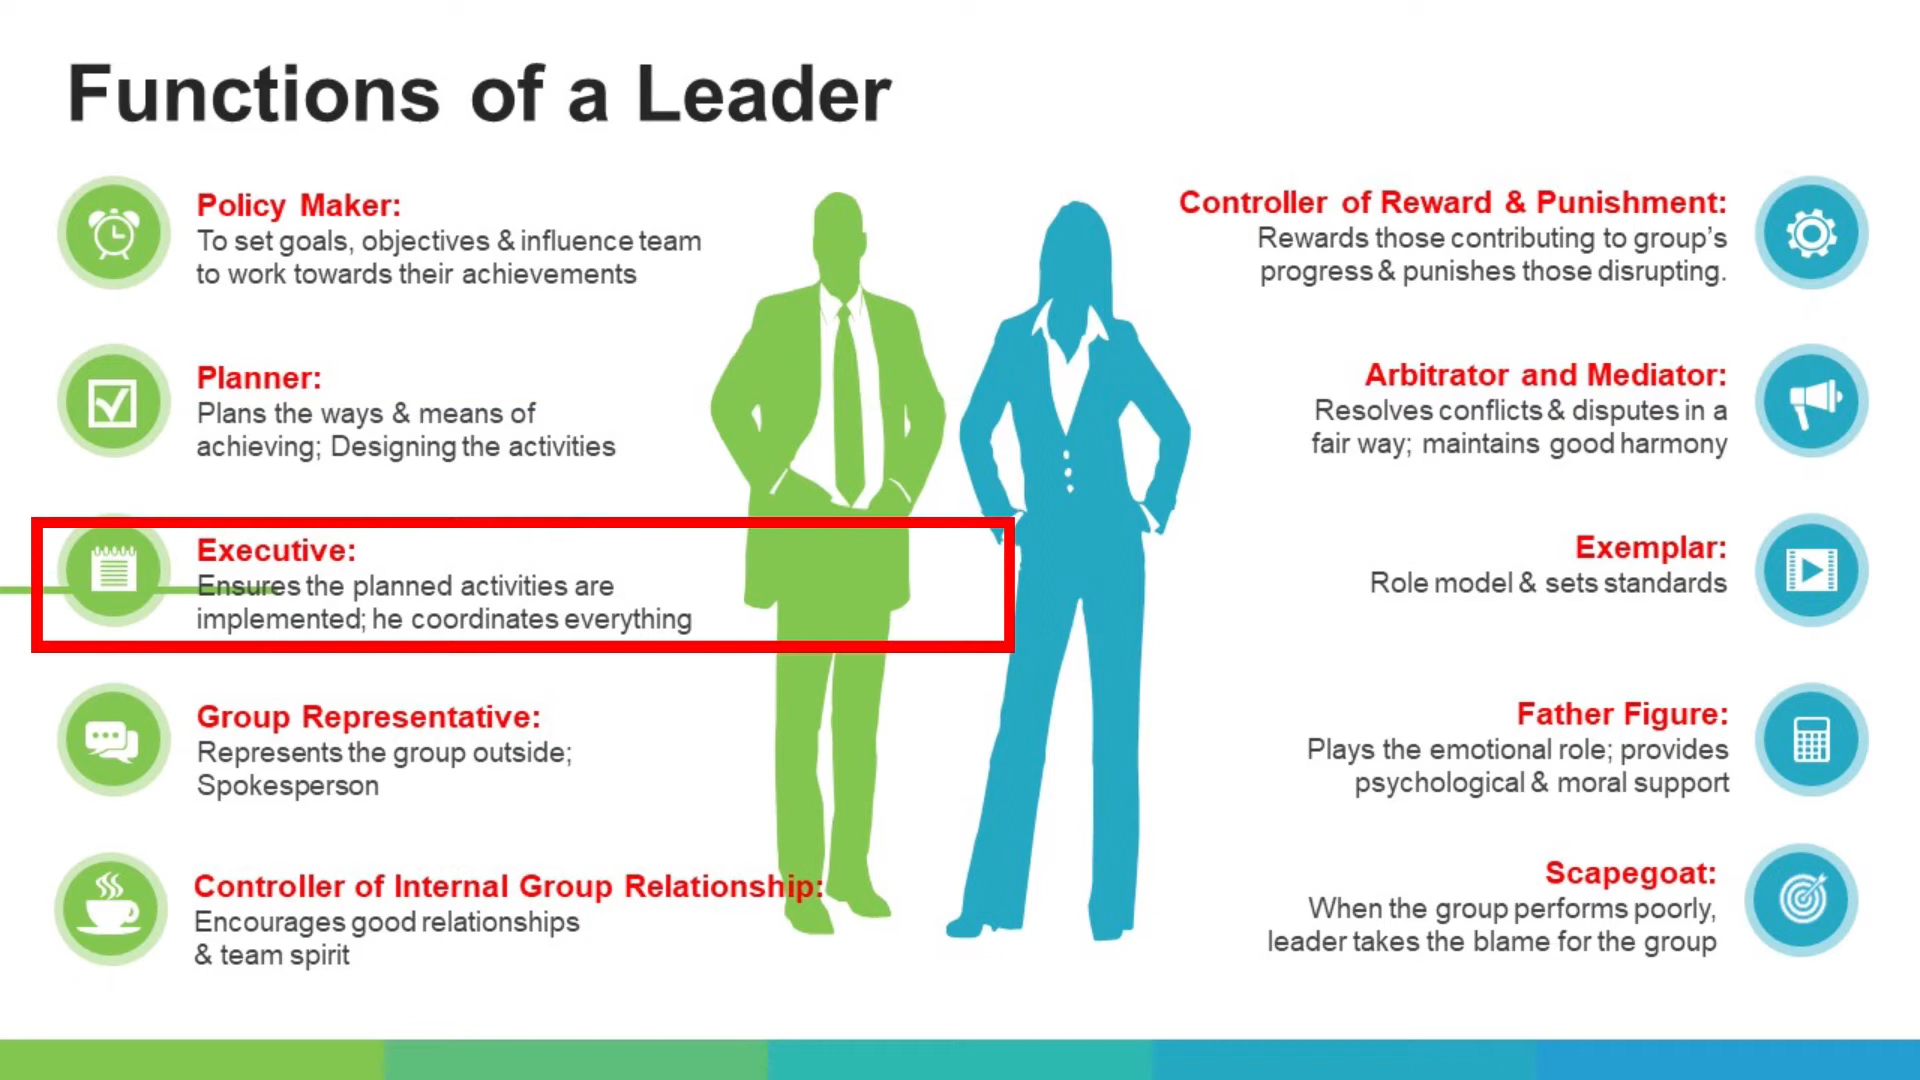 Functions of a Leader
Policy Maker:
To set goals, objectives & influence team
to work towards their achievements
Planner:
Plans the ways & means of
achieving; Designing the activities
Executive:
Ensures the planned activities are
implemented; he coordinates everything
Group Representative:
Represents the group outside;
Spokesperson
Controller of Internal Group Relationship:
Encourages good relationships
& team spirit
Controller of Reward & Punishment:
Rewards those contributing to group’s
progress & punishes those disrupting.
Arbitrator and Mediator:
Resolves conflicts & disputes in a
fair way; maintains good harmony
Exemplar:
Role model & sets standards
Father Figure:
Plays the emotional role; provides
psychological & moral support
Scapegoat:
When the group performs poorly,
leader takes the blame for the group